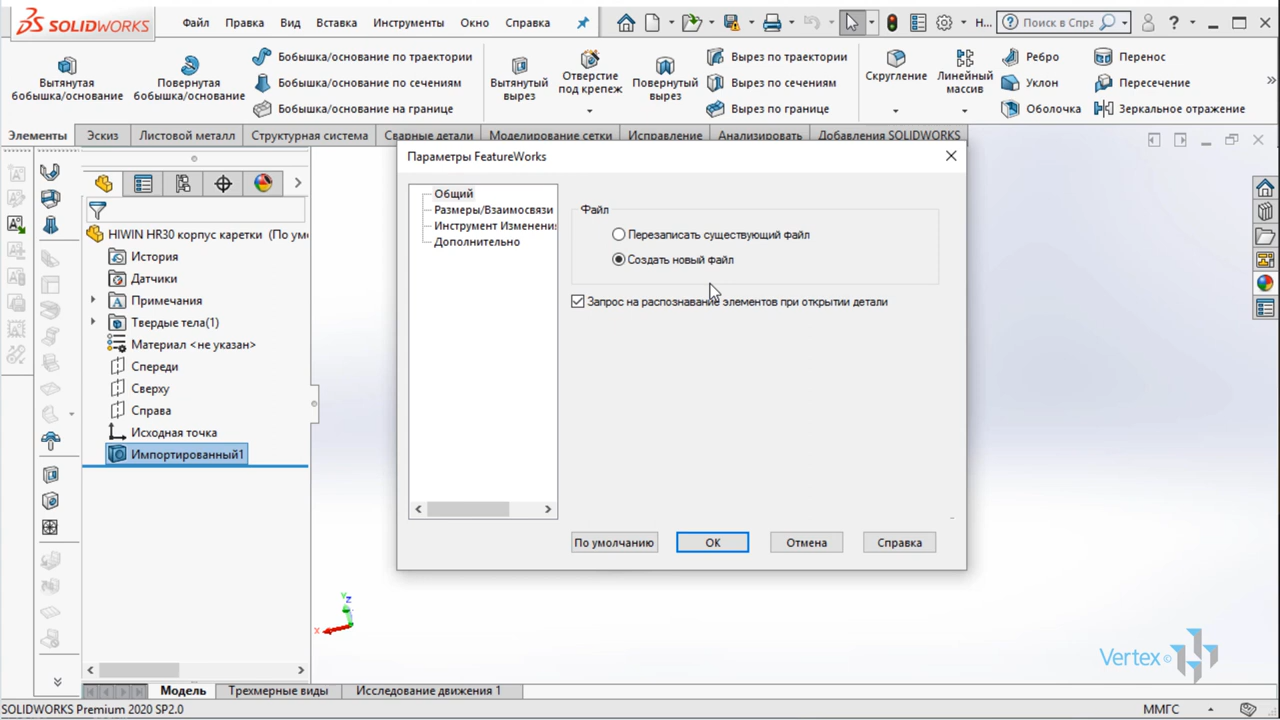 SOLIDWORKS
Файл Правка Вид Вставка Инструменты Окно Справка
Н...
Поиск в Спра
Вытянутая бобышка/основание
Повернутая бобышка/основание
Бобышка/основание по траектории
Бобышка/основание по сечениям
Бобышка/основание на границе
Вытянутый вырез
Отверстие под крепеж
Повернутый вырез
Вырез по траектории
Вырез по сечениям
Вырез по границе
Скругление
Линейный массив
Ребро
Уклон
Оболочка
Перенос
Пересечение
Зеркальное отражение
Элементы Эскиз Листовой металл Структурная система Сварные детали Моделирование сетки Исправление Анализировать Добавления SOLIDWORKS
HIWIN HR30 корпус каретки (По умо
История
Датчики
Примечания
Твердые тела(1)
Материал <не указан>
Спереди
Сверху
Справа
Исходная точка
Импортированный1
Параметры FeatureWorks
Общий
Размеры/Взаимосвязи
Инструмент Изменени
Дополнительно
Файл
Перезаписать существующий файл
Создать новый файл
Запрос на распознавание элементов при открытии детали
По умолчанию OK Отмена Справка
Y
Z
X
Vertex©
Модель Трехмерные виды Исследование движения 1
SOLIDWORKS Premium 2020 SP2.0
ММГС